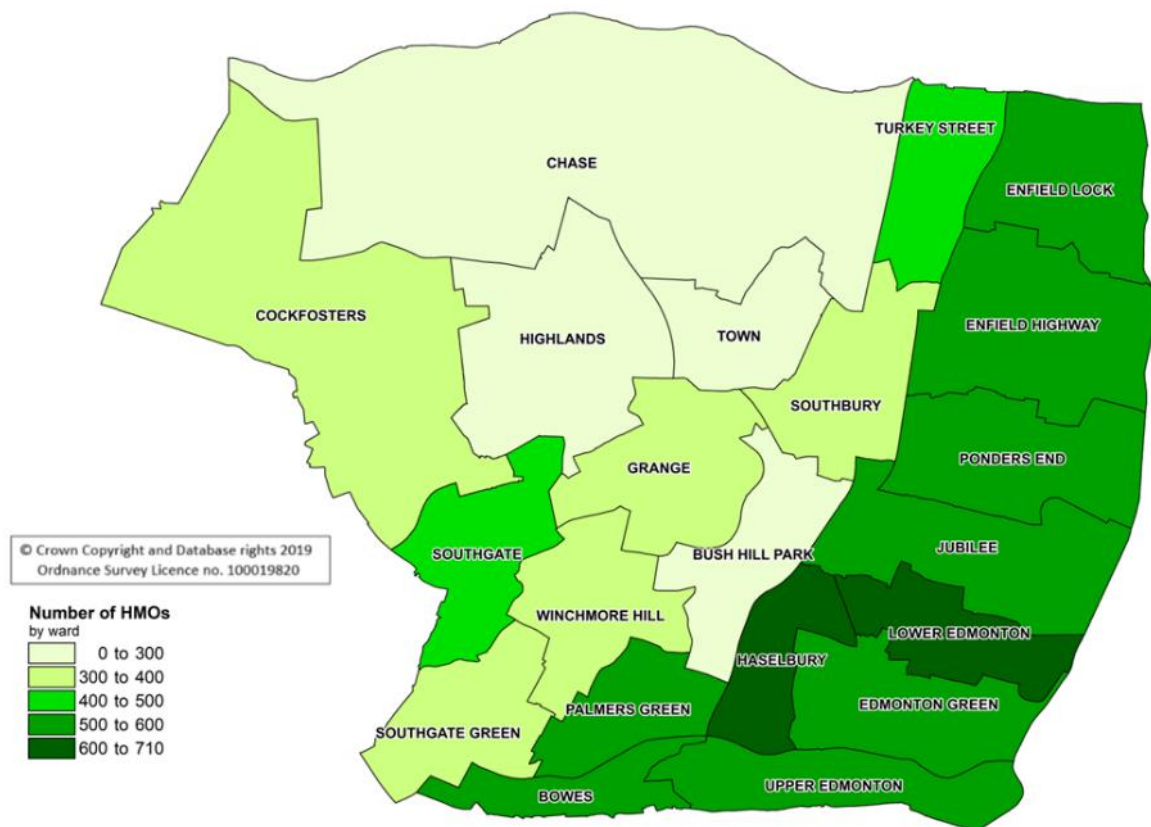 TURKEY STREET
CHASE
ENFIELD LOCK
COCKFOSTERS
ENFIELD HIGHWAY
HIGHLANDS
TOWN
SOUTHBURY
PONDERS END
GRANGE
© Crown Copyright and Database rights 2019
Ordnance Survey Licence no. 100019820
SOUTHGATE
BUSH HILL PARK
JUBILEE
Number of HMOs
by ward
0 to 300
300 to 400
400 to 500
500 to 600
600 to 710
WINCHMORE HILL
LOWER EDMONTON
HASELBURY
PALMERS GREEN
EDMONTON GREEN
SOUTHGATE GREEN
UPPER EDMONTON
BOWES